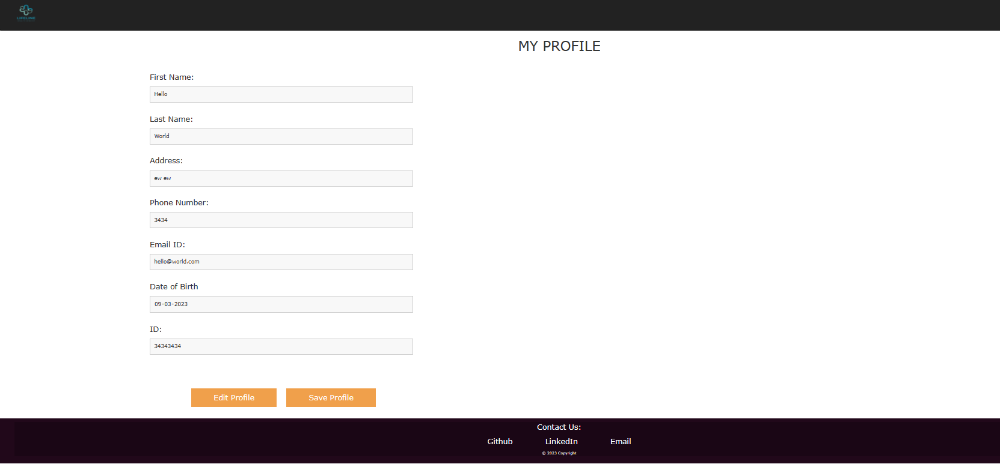 LIFELINE
MY PROFILE
First Name:
Hello
Last Name:
World
Address:
ew ew
Phone Number:
3434
Email ID:
hello@world.com
Date of Birth
09-03-2023
ID:
34343434
Edit Profile Save Profile
Contact Us:
Github LinkedIn Email
© 2023 Copyright